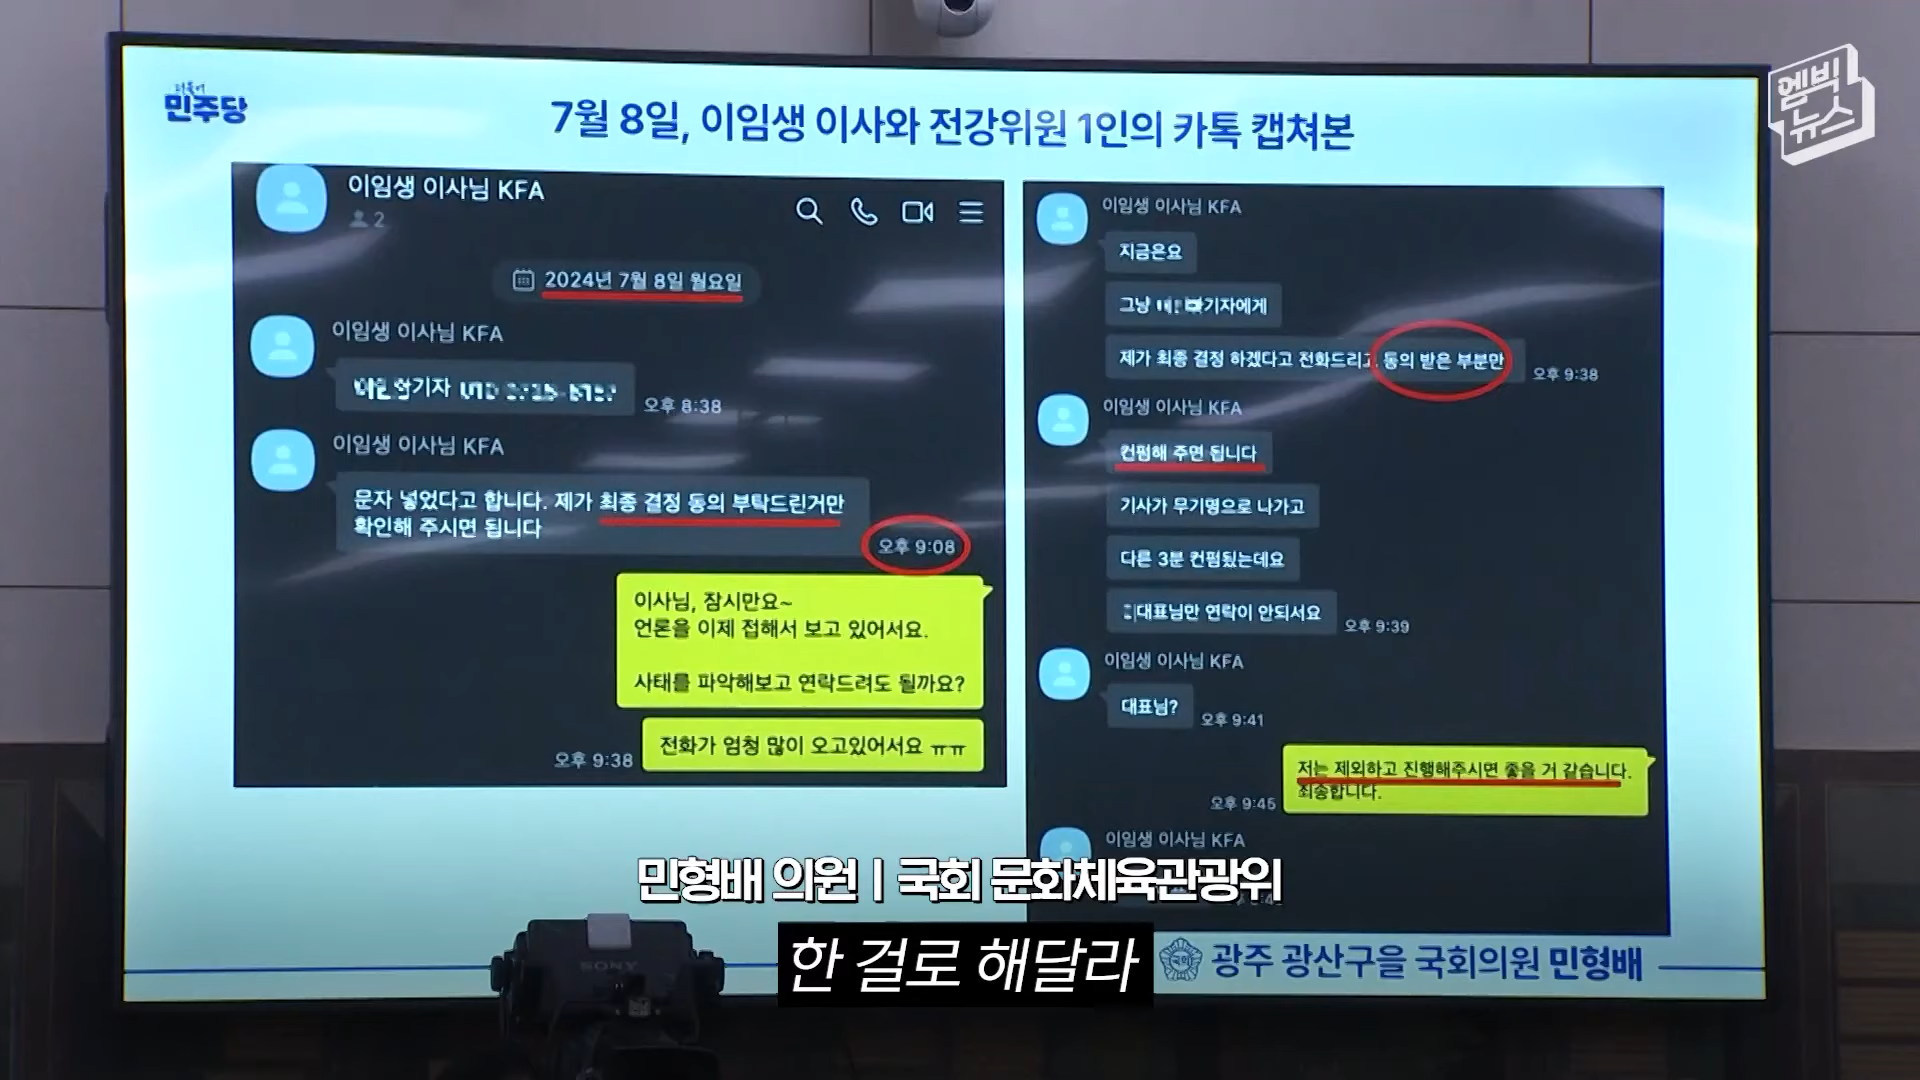 더불어
민주당
7월 8일, 이임생 이사와 전강위원 1인의 카톡 캡쳐본
엠빅
뉴스
이임생 이사님 KFA
2
2024년 7월 8일 월요일
이임생 이사님 KFA
기자
오후 8:38
이임생 이사님 KFA
문자 넣었다고 합니다. 제가 최종 결정 동의 부탁드린거만
확인해 주시면 됩니다
오후 9:08
이사님, 잠시만요~
언론을 이제 접해서 보고 있어서요.
사태를 파악해보고 연락드려도 될까요?
전화가 엄청 많이 오고있어서요 ㅠㅠ
오후 9:38
이임생 이사님 KFA
지금은요
그냥 기자에게
제가 최종 결정 하겠다고 전화드리고 동의 받은 부분만
오후 9:38
이임생 이사님 KFA
컨펌해 주면 됩니다
기사가 무기명으로 나가고
다른 3분 컨펌됬는데요
대표님만 연락이 안되서요
오후 9:39
이임생 이사님 KFA
대표님?
오후 9:41
저는 제외하고 진행해주시면 좋을 거 같습니다.
죄송합니다.
오후 9:45
이임생 이사님 KFA
민형배 의원 | 국회 문화체육관광위
한 걸로 해달라
SONY
국회
광주 광산구을 국회의원 민형배